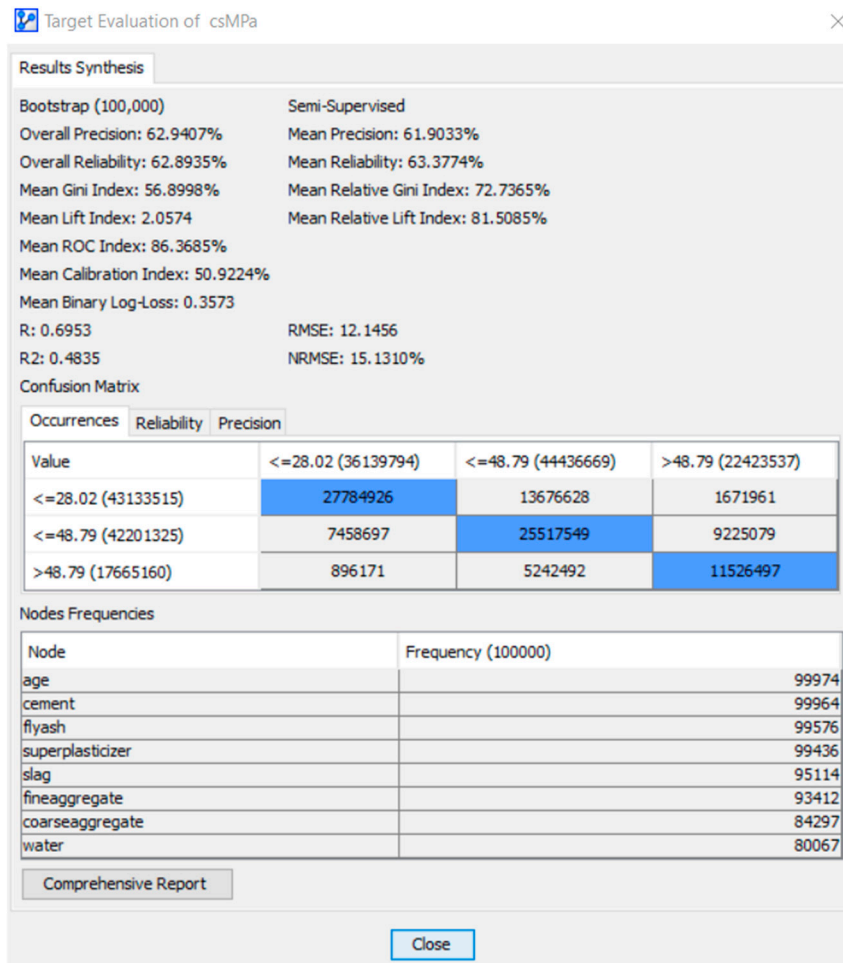 Target Evaluation of csMPa
Results Synthesis
Bootstrap (100,000) Semi-Supervised
Overall Precision: 62.9407% Mean Precision: 61.9033%
Overall Reliability: 62.8935% Mean Reliability: 63.3774%
Mean Gini Index: 56.8998% Mean Relative Gini Index: 72.7365%
Mean Lift Index: 2.0574 Mean Relative Lift Index: 81.5085%
Mean ROC Index: 86.3685%
Mean Calibration Index: 50.9224%
Mean Binary Log-Loss: 0.3573
R: 0.6953 RMSE: 12.1456
R2: 0.4835 NRMSE: 15.1310%
Confusion Matrix
Occurrences Reliability Precision
Value <=28.02 (36139794) <=48.79 (44436669) >48.79 (22423537)
<=28.02 (43133515) 27784926 13676628 1671961
<=48.79 (42201325) 7458697 25517549 9225079
>48.79 (17665160) 896171 5242492 11526497
Nodes Frequencies
Node Frequency (100000)
age 99974
cement 99964
flyash 99576
superplasticizer 99436
slag 95114
fineaggregate 93412
coarseaggregate 84297
water 80067
Comprehensive Report
Close